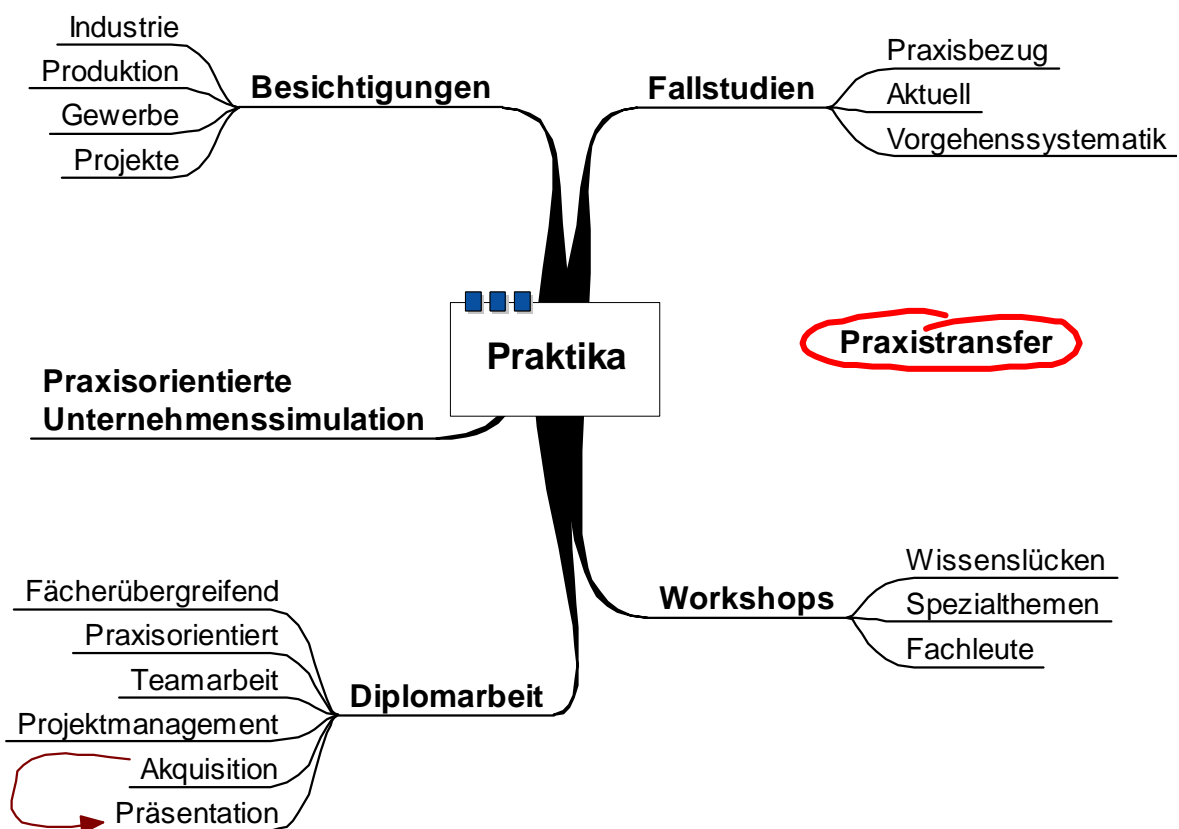 Industrie
Produktion
Gewerbe
Projekte
Besichtigungen
Fallstudien
Praxisbezug
Aktuell
Vorgehenssystematik
Praktika
Praxistransfer
Praxisorientierte
Unternehmenssimulation
Workshops
Wissenslücken
Spezialthemen
Fachleute
Diplomarbeit
Fächerübergreifend
Praxisorientiert
Teamarbeit
Projektmanagement
Akquisition
Präsentation